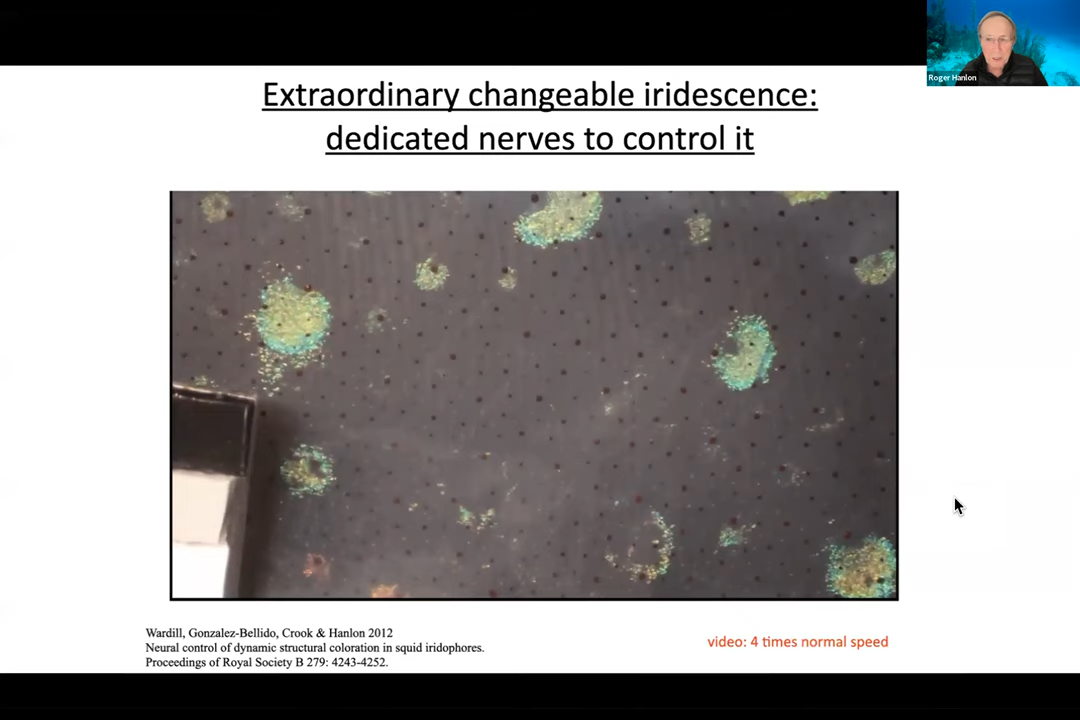 Roger Hanlon
Extraordinary changeable iridescence:
dedicated nerves to control it
Wardill, Gonzalez-Bellido, Crook & Hanlon 2012
Neural control of dynamic structural coloration in squid iridophores.
Proceedings of Royal Society B 279: 4243-4252.
video: 4 times normal speed